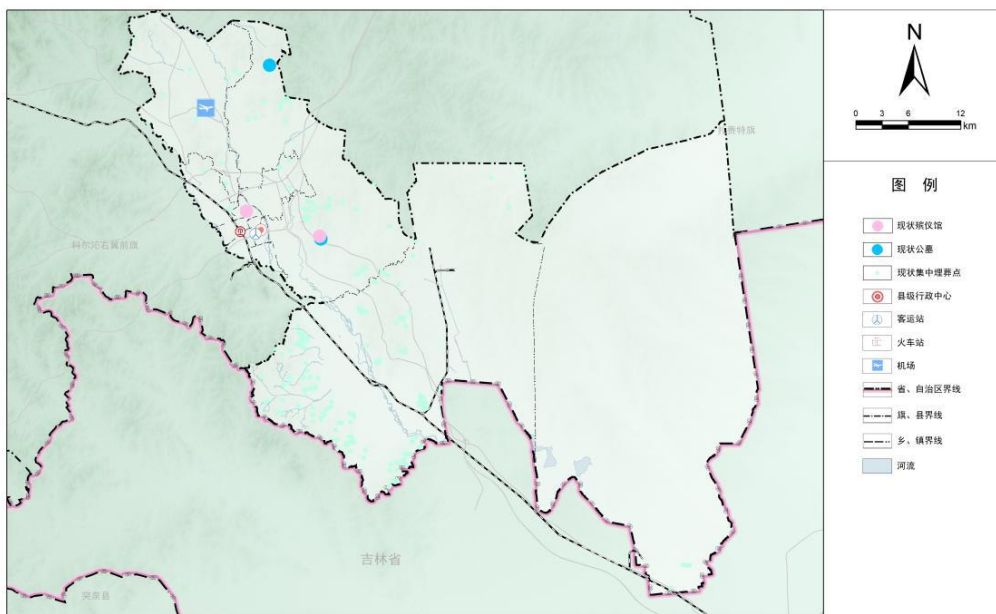 N
0 3 6 12
km
图 例
现状殡仪馆
现状公墓
现状集中埋葬点
县级行政中心
客运站
火车站
机场
省、自治区界线
旗、县界线
乡、镇界线
河流
科尔沁右翼前旗
赉特旗
吉林省
突泉县